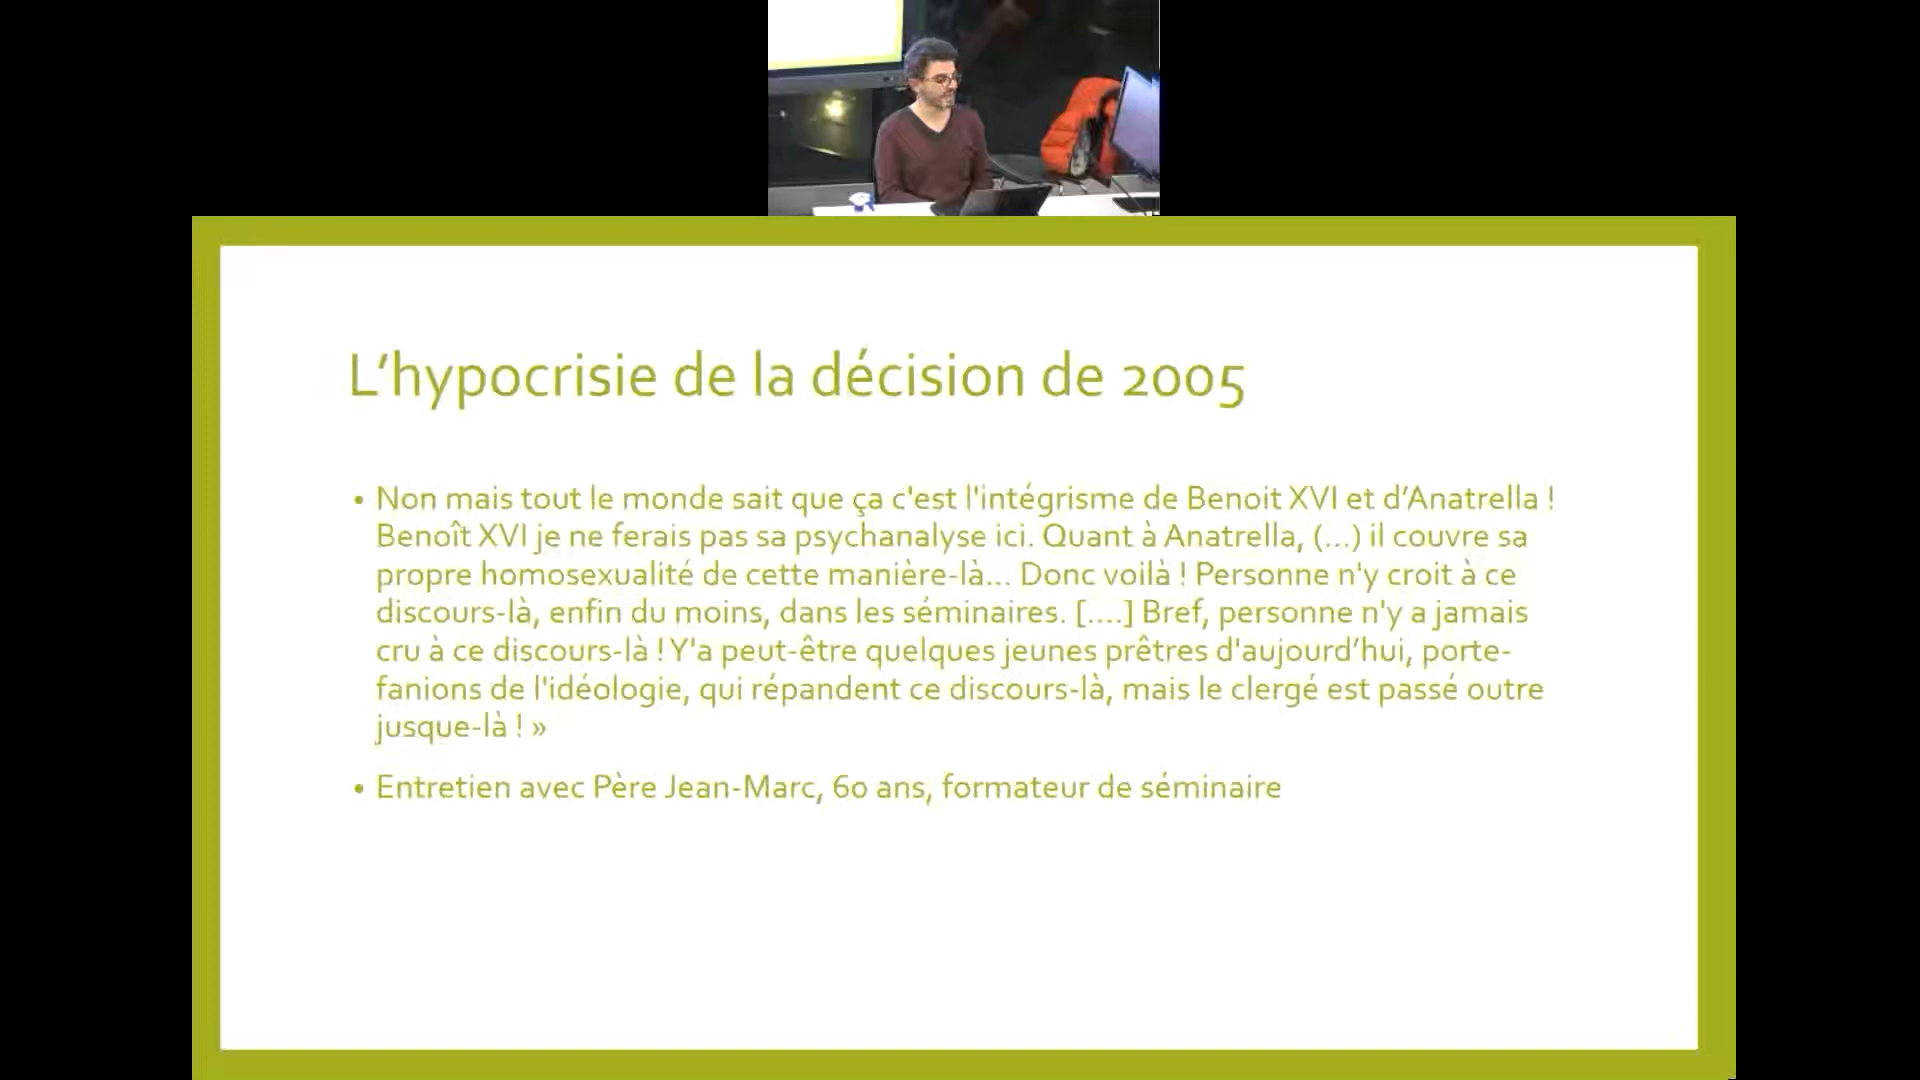 L'hypocrisie de la décision de 2005
• Non mais tout le monde sait que ça c'est l'intégrisme de Benoit XVI et d’Anatrella !
Benoît XVI je ne ferais pas sa psychanalyse ici. Quant à Anatrella, (...) il couvre sa
propre homosexualité de cette manière-là... Donc voilà ! Personne n'y croit à ce
discours-là, enfin du moins, dans les séminaires. [....] Bref, personne n'y a jamais
cru à ce discours-là ! Y'a peut-être quelques jeunes prêtres d'aujourd’hui, porte-
fanions de l'idéologie, qui répandent ce discours-là, mais le clergé est passé outre
jusque-là ! »
• Entretien avec Père Jean-Marc, 60 ans, formateur de séminaire